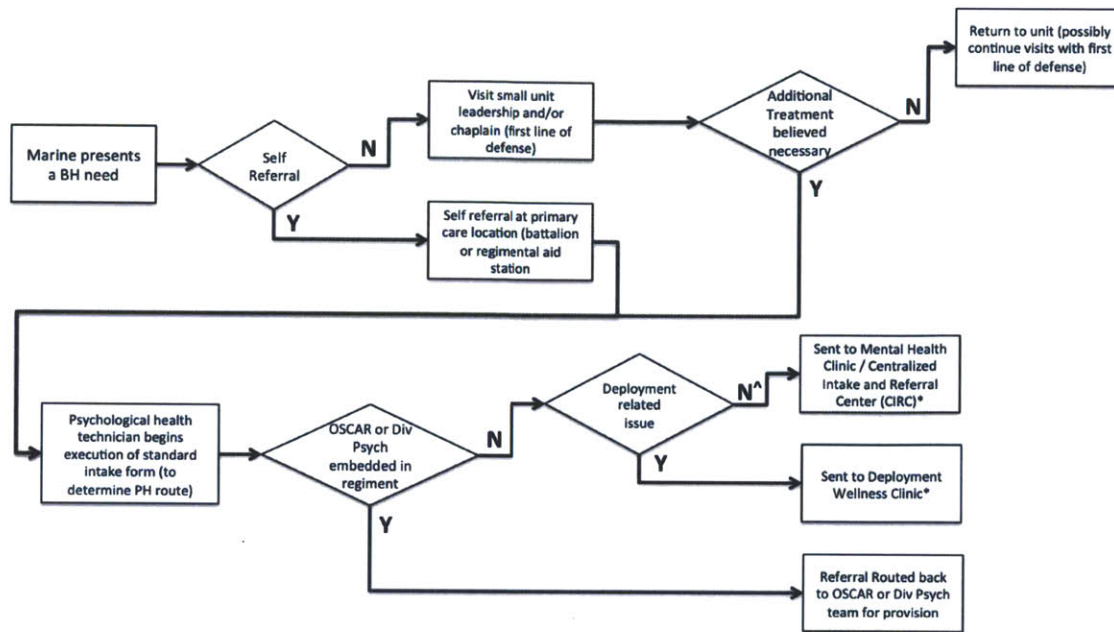 Marine presents
a BH need
Self
Referral
N
Y
Visit small unit
leadership and/or
chaplain (first line of
defense)
Self referral at primary
care location (battalion
or regimental aid
station
Additional
Treatment
believed
necessary
N
Y
Return to unit (possibly
continue visits with first
line of defense)
Psychological health
technician begins
execution of standard
intake form (to
determine PH route)
OSCAR or Div
Psych
embedded in
regiment
N
Y
Deployment
related
issue
N^
Y
Sent to Mental Health
Clinic / Centralized
Intake and Referral
Center (CIRC)*
Sent to Deployment
Wellness Clinic*
Referral Routed back
to OSCAR or Div Psych
team for provision